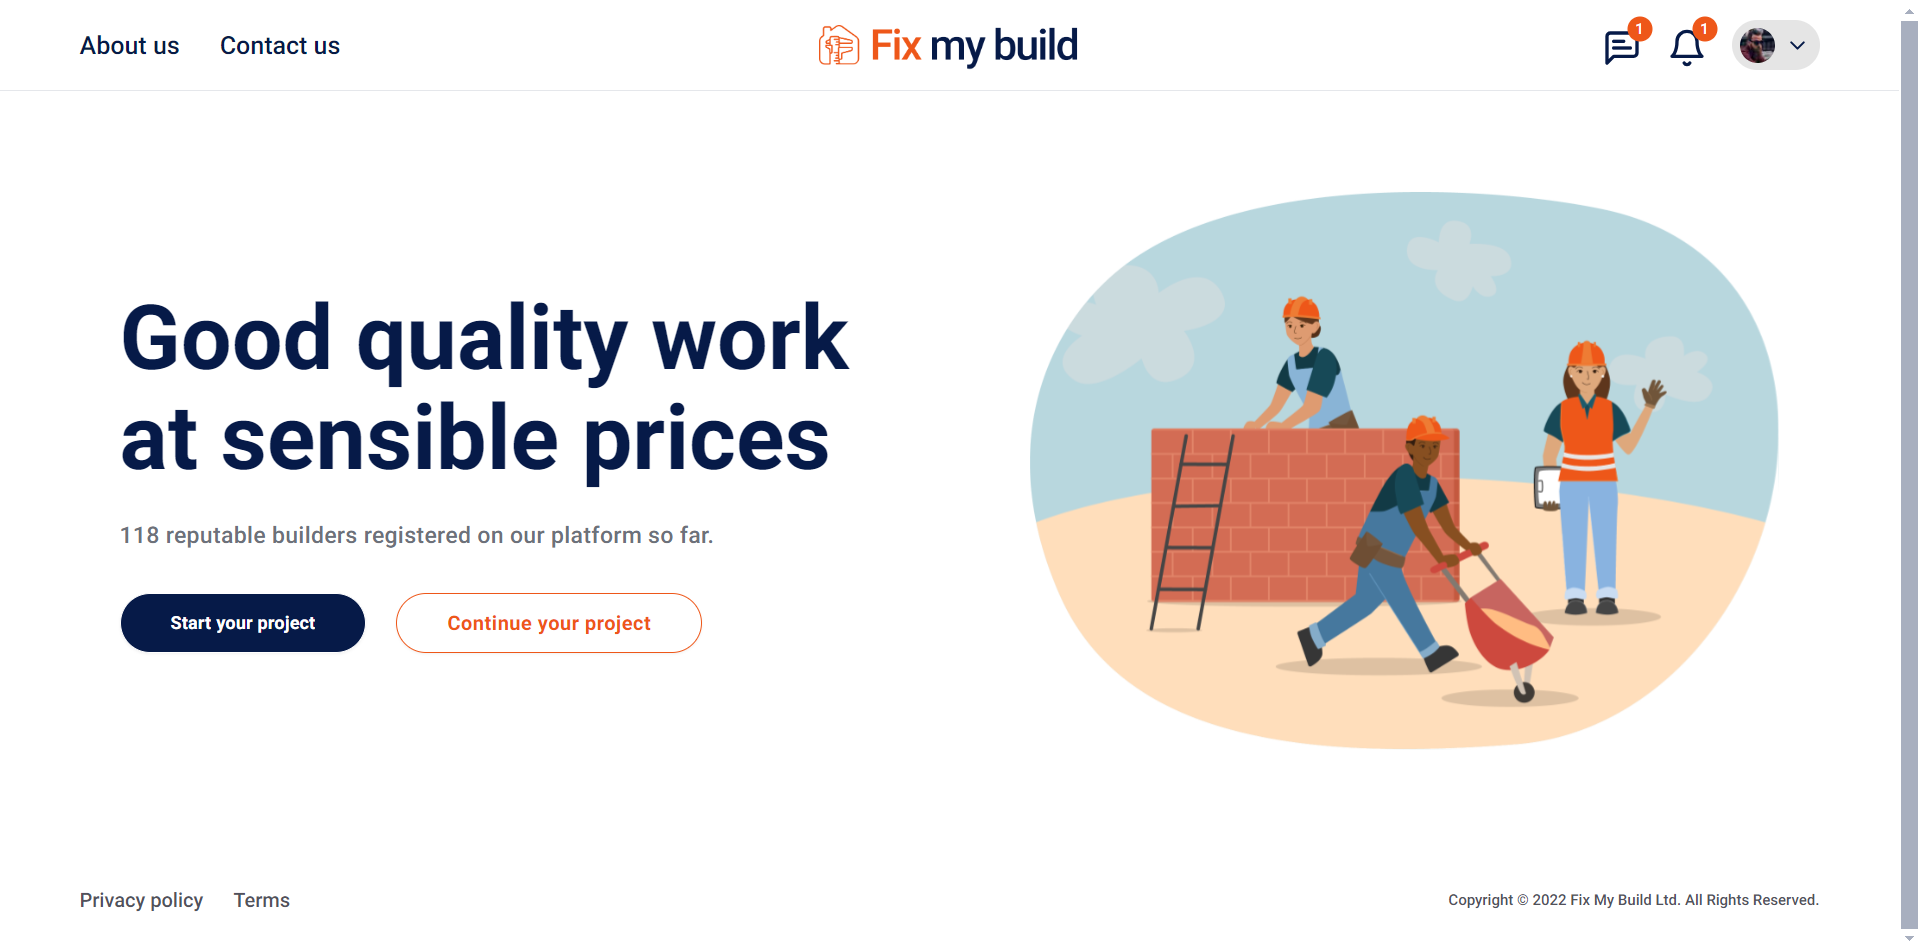 About us
Contact us
Fix my build
1
1
Good quality work
at sensible prices
118 reputable builders registered on our platform so far.
Start your project
Continue your project
Privacy policy
Terms
Copyright © 2022 Fix My Build Ltd. All Rights Reserved.